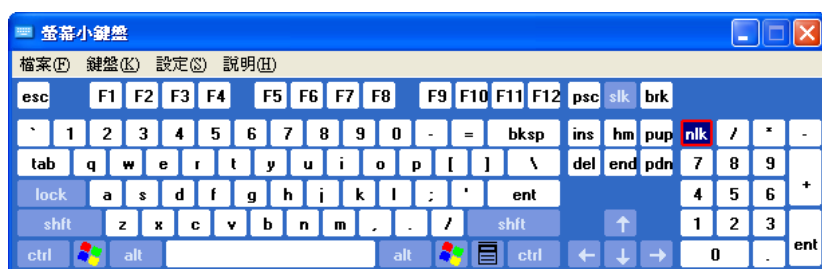 螢幕小鍵盤
檔案(F) 鍵盤(K) 設定(S) 說明(H)
esc F1 F2 F3 F4 F5 F6 F7 F8 F9 F10 F11 F12 psc slk brk
` 1 2 3 4 5 6 7 8 9 0 - = bksp ins hm pup nlk / * -
tab q w e r t y u i o p [ ] \ del end pdn 7 8 9 +
lock a s d f g h j k l ; ' ent 4 5 6
shft z x c v b n m , . / shft ↑ 1 2 3 ent
ctrl alt alt ctrl ← ↓ → 0 .